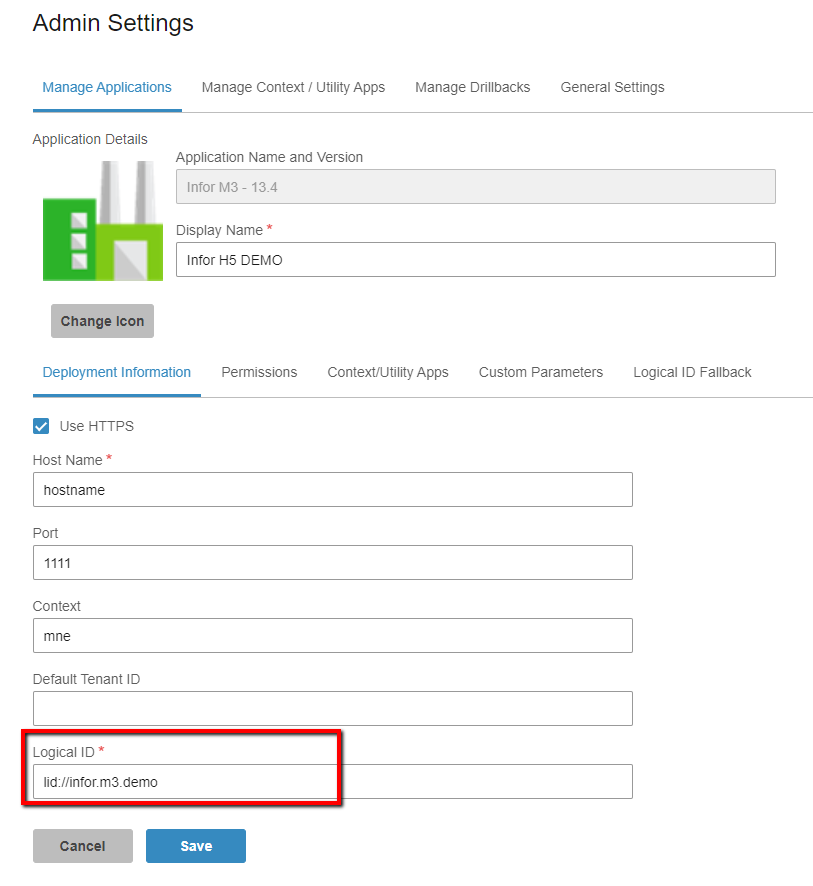 Admin Settings
Manage Applications Manage Context / Utility Apps Manage Drillbacks General Settings
Application Details
Application Name and Version
Infor M3 - 13.4
Display Name *
Infor H5 DEMO
Change Icon
Deployment Information Permissions Context/Utility Apps Custom Parameters Logical ID Fallback
Use HTTPS
Host Name *
hostname
Port
1111
Context
mne
Default Tenant ID
Logical ID *
lid://infor.m3.demo
Cancel Save